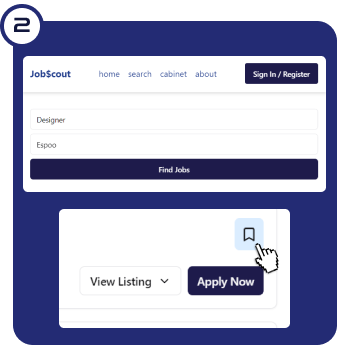 2
Job$cout home search cabinet about Sign In / Register
Designer
Espoo
Find Jobs
View Listing Apply Now